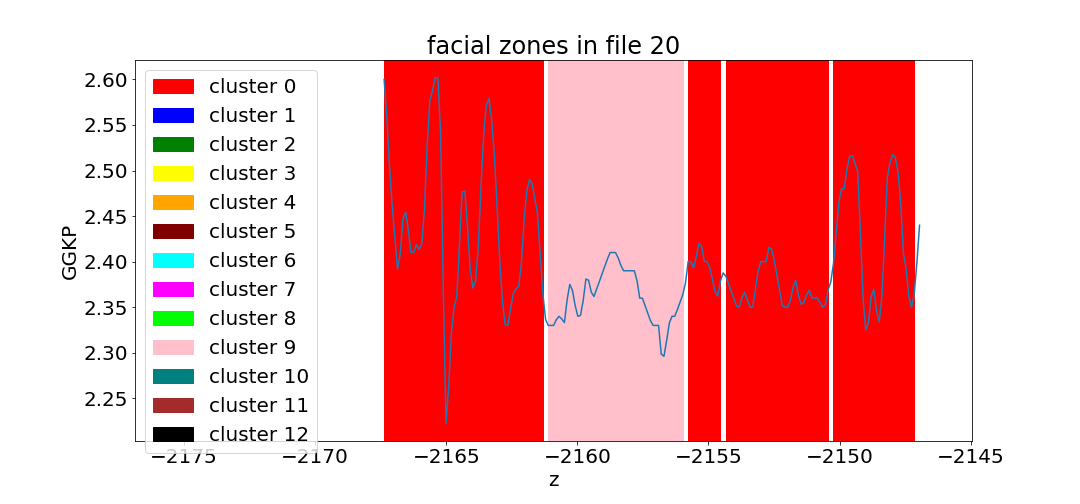 facial zones in file 20
GGKP
2.60
2.55
2.50
2.45
2.40
2.35
2.30
2.25
cluster 0
cluster 1
cluster 2
cluster 3
cluster 4
cluster 5
cluster 6
cluster 7
cluster 8
cluster 9
cluster 10
cluster 11
cluster 12
−2175 −2170 −2165 −2160 −2155 −2150 −2145
z